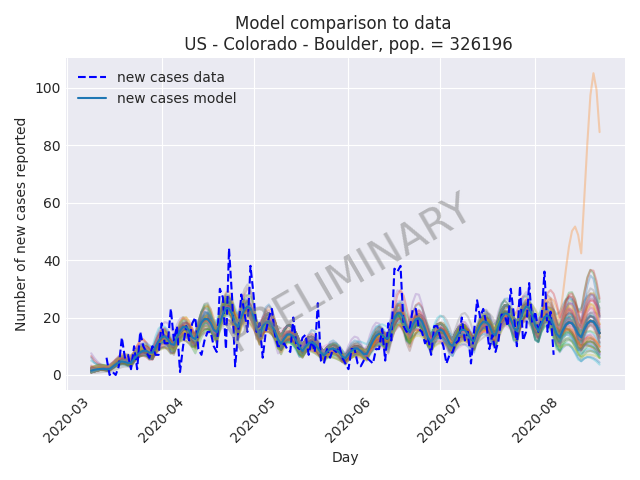 Model comparison to data
US - Colorado - Boulder, pop. = 326196
new cases data
new cases model
PRELIMINARY
Number of new cases reported
100
80
60
40
20
0
2020-03
2020-04
2020-05
2020-06
2020-07
2020-08
Day